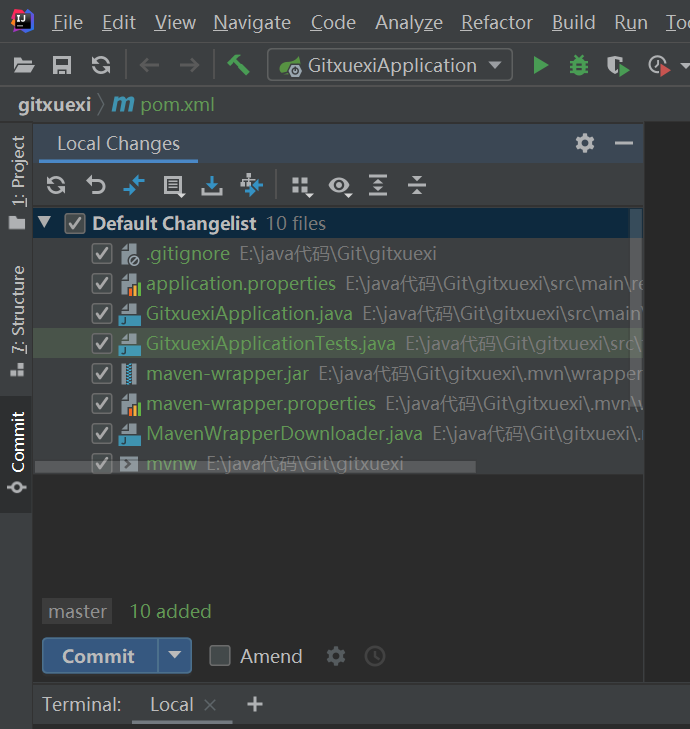 File Edit View Navigate Code Analyze Refactor Build Run
GitxuexiApplication
gitxuexi pom.xml
1: Project
7: Structure
Commit
Local Changes
Default Changelist 10 files
.gitignore E:\java代码\Git\gitxuexi
application.properties E:\java代码\Git\gitxuexi\src\main\re
GitxuexiApplication.java E:\java代码\Git\gitxuexi\src\main\
GitxuexiApplicationTests.java E:\java代码\Git\gitxuexi\src\
maven-wrapper.jar E:\java代码\Git\gitxuexi\.mvn\wrapper
maven-wrapper.properties E:\java代码\Git\gitxuexi\.mvn\
MavenWrapperDownloader.java E:\java代码\Git\gitxuexi\.
mvnw E:\java代码\Git\gitxuexi
master 10 added
Commit Amend
Terminal: Local